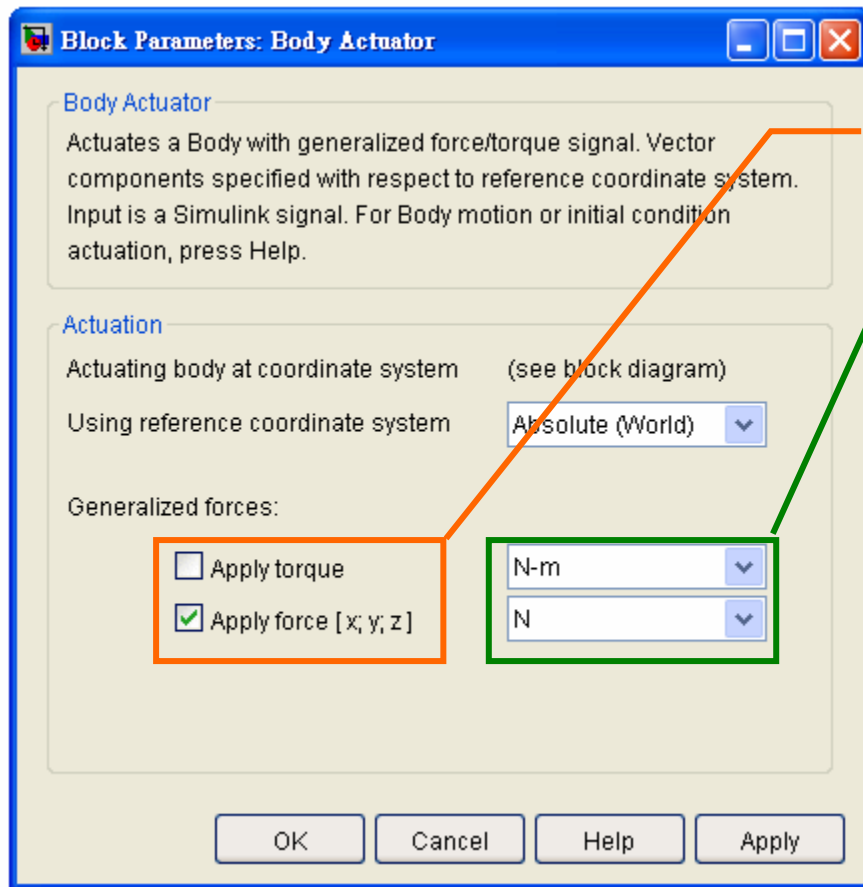 Block Parameters: Body Actuator
Body Actuator
Actuates a Body with generalized force/torque signal. Vector
components specified with respect to reference coordinate system.
Input is a Simulink signal. For Body motion or initial condition
actuation, press Help.
Actuation
Actuating body at coordinate system (see block diagram)
Using reference coordinate system Absolute (World)
Generalized forces:
Apply torque N-m
Apply force [ x; y; z ] N
OK Cancel Help Apply